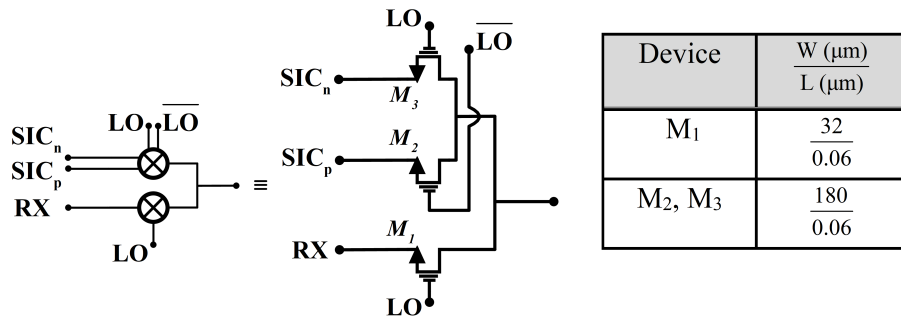 LO
LO
SICn
SICp
RX
LO
≡
LO
LO
SICn
M3
SICp
M2
RX
M1
LO
Device
W (μm)
L (μm)
M1
32
0.06
M2, M3
180
0.06